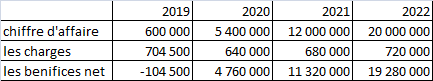 2019 2020 2021 2022
chiffre d'affaire 600 000 5 400 000 12 000 000 20 000 000
les charges 704 500 640 000 680 000 720 000
les benifices net -104 500 4 760 000 11 320 000 19 280 000